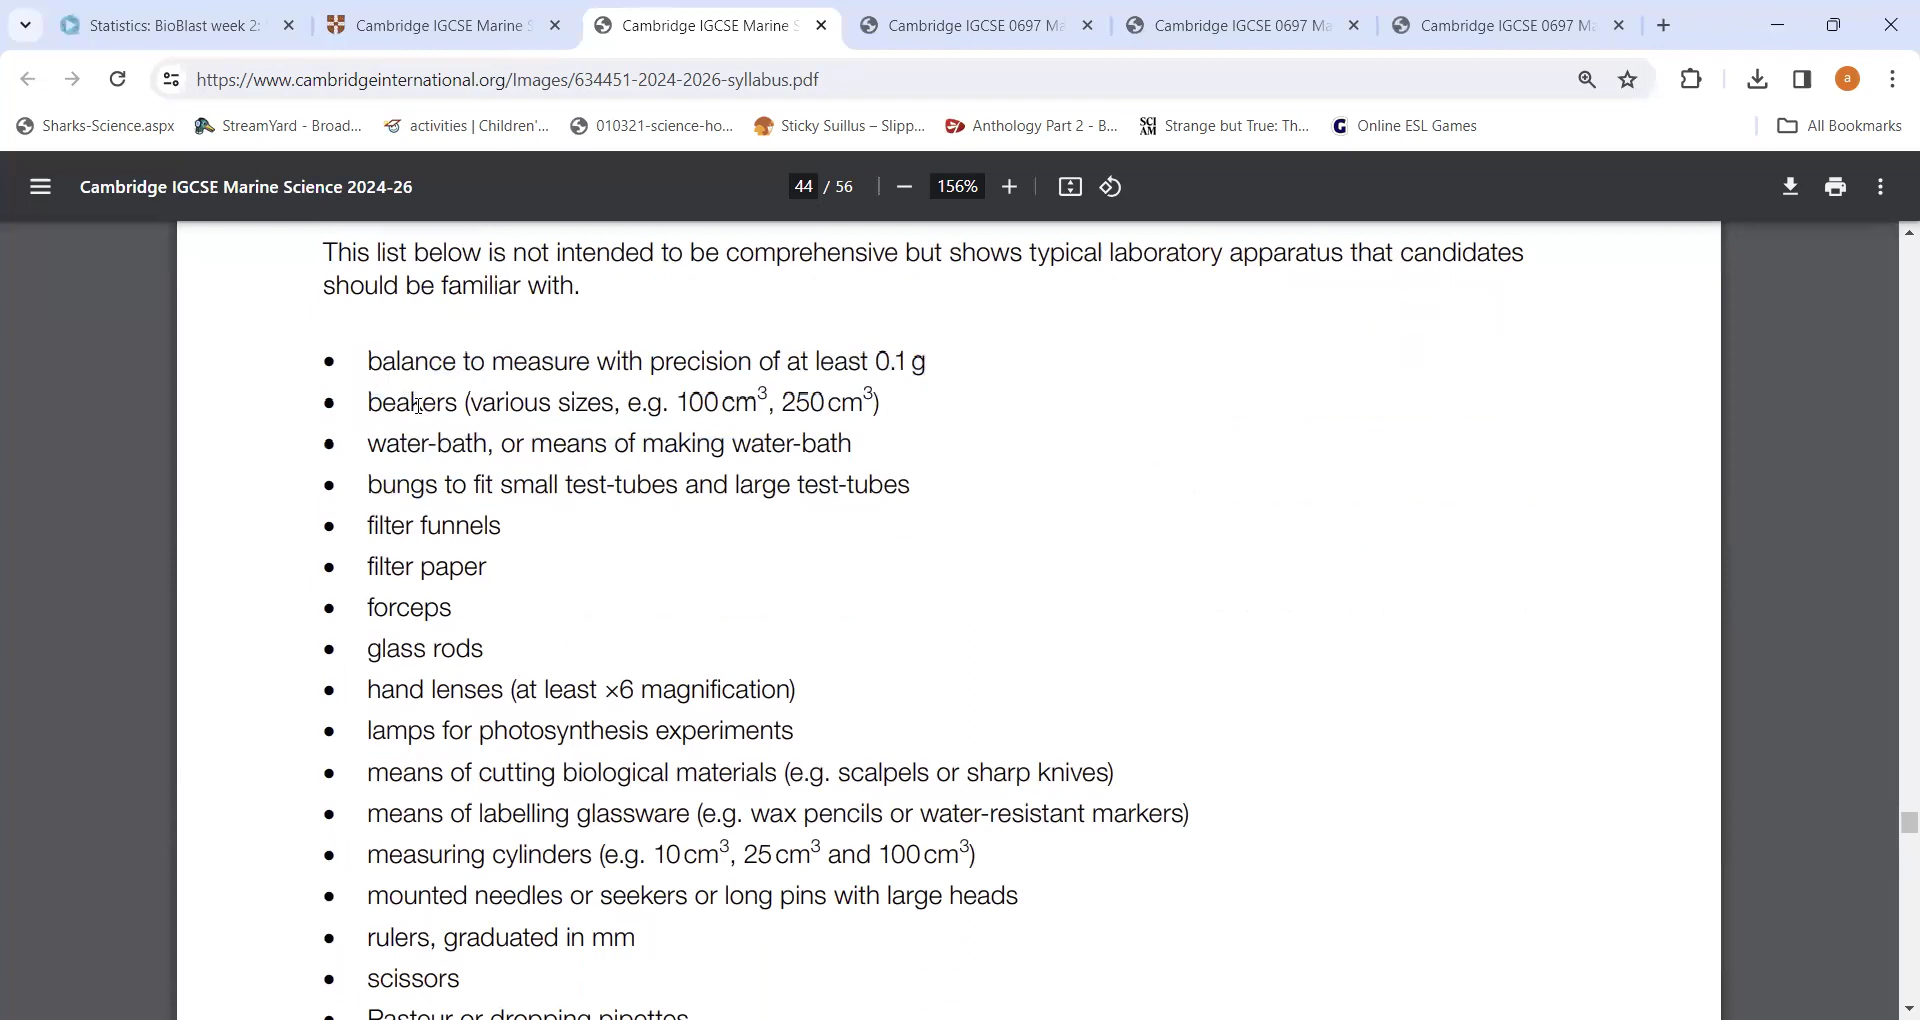 Statistics: BioBlast week 2:
Cambridge IGCSE Marine S
Cambridge IGCSE Marine S
Cambridge IGCSE 0697 Ma
Cambridge IGCSE 0697 Ma
Cambridge IGCSE 0697 Ma
https://www.cambridgeinternational.org/Images/634451-2024-2026-syllabus.pdf
a
Sharks-Science.aspx
StreamYard - Broad...
activities | Children'...
010321-science-ho...
Sticky Suillus – Slipp...
Anthology Part 2 - B...
SCI AM
Strange but True: Th...
G
Online ESL Games
All Bookmarks
Cambridge IGCSE Marine Science 2024-26
44 / 56
156%
This list below is not intended to be comprehensive but shows typical laboratory apparatus that candidates
should be familiar with.
• balance to measure with precision of at least 0.1 g
• beakers (various sizes, e.g. 100 cm³, 250 cm³)
• water-bath, or means of making water-bath
• bungs to fit small test-tubes and large test-tubes
• filter funnels
• filter paper
• forceps
• glass rods
• hand lenses (at least ×6 magnification)
• lamps for photosynthesis experiments
• means of cutting biological materials (e.g. scalpels or sharp knives)
• means of labelling glassware (e.g. wax pencils or water-resistant markers)
• measuring cylinders (e.g. 10 cm³, 25 cm³ and 100 cm³)
• mounted needles or seekers or long pins with large heads
• rulers, graduated in mm
• scissors
• Pasteur or dropping pipettes